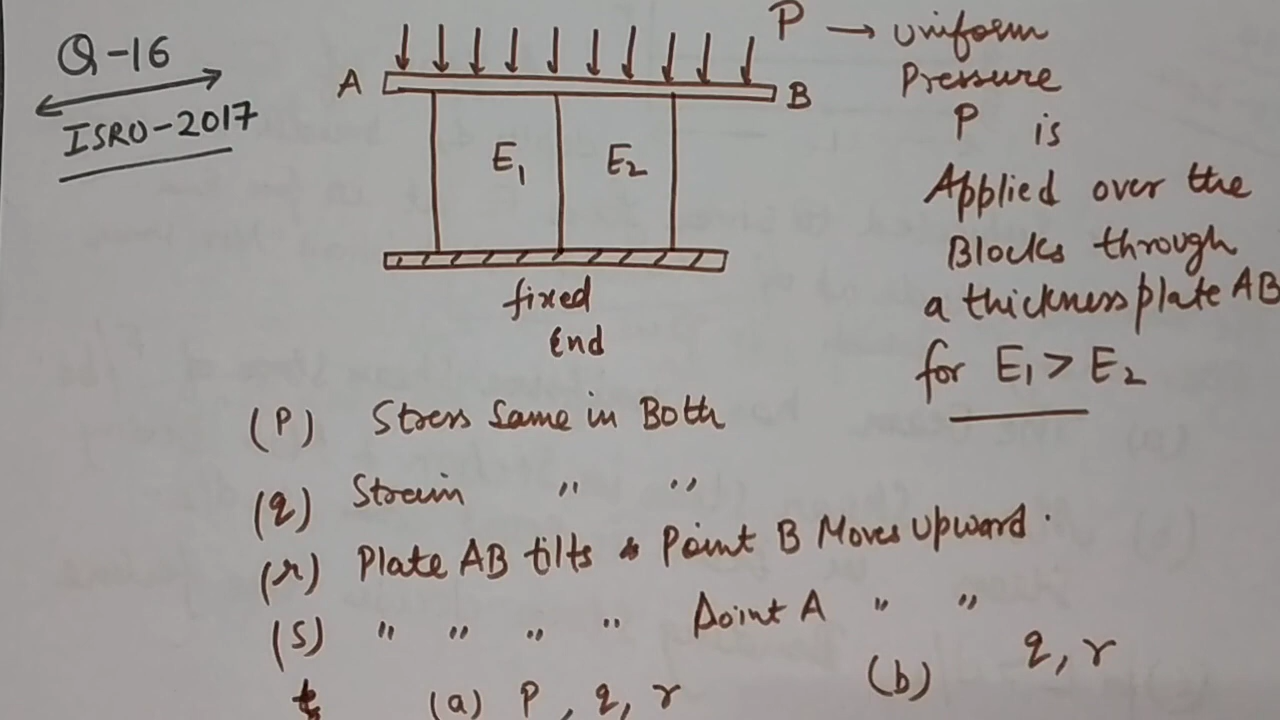 Q-16
ISRO-2017
P → uniform
Pressure
P is
Applied over the
Blocks through
a thickness plate AB
for E₁ > E₂
A
B
E₁
E₂
fixed
End
(P) Stress Same in Both
(q) Strain " "
(r) Plate AB tilts & Point B Moves Upward.
(S) " " " " Point A " "
(a) P, q, r
(b) q, r